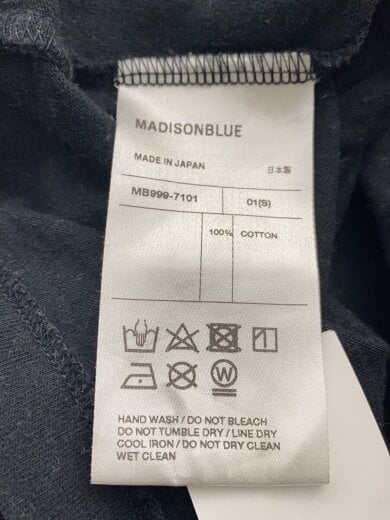 MADISONBLUE
MADE IN JAPAN 日本製
MB999-7101 01(S)
100% COTTON
W
HAND WASH / DO NOT BLEACH
DO NOT TUMBLE DRY / LINE DRY
COOL IRON / DO NOT DRY CLEAN
WET CLEAN